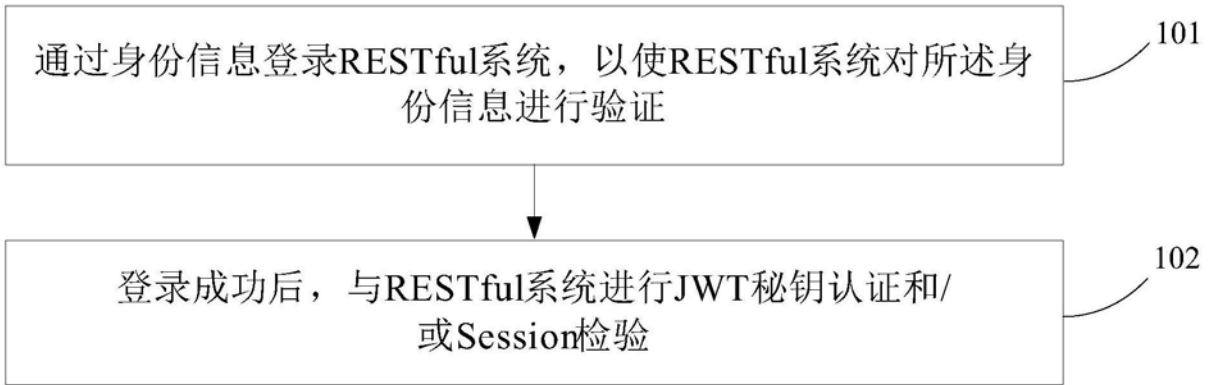 通过身份信息登录RESTful系统，以使RESTful系统对所述身
份信息进行验证
101
登录成功后，与RESTful系统进行JWT秘钥认证和/
或Session检验
102